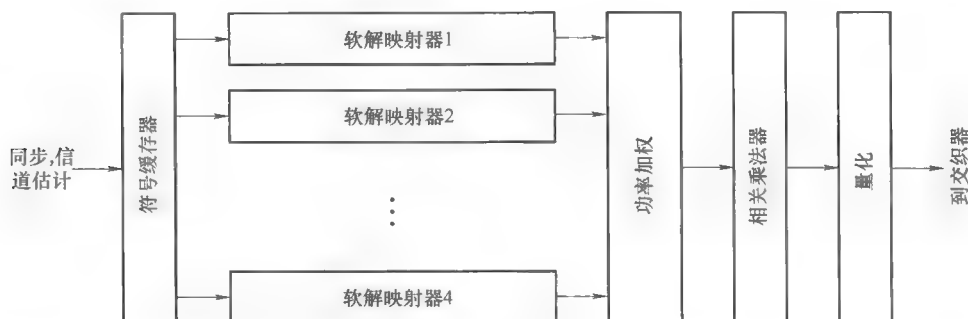 同步,信
道估计
符号缓存器
软解映射器1
软解映射器2
⋮
软解映射器4
功率加权
相关乘法器
量化
到交织器